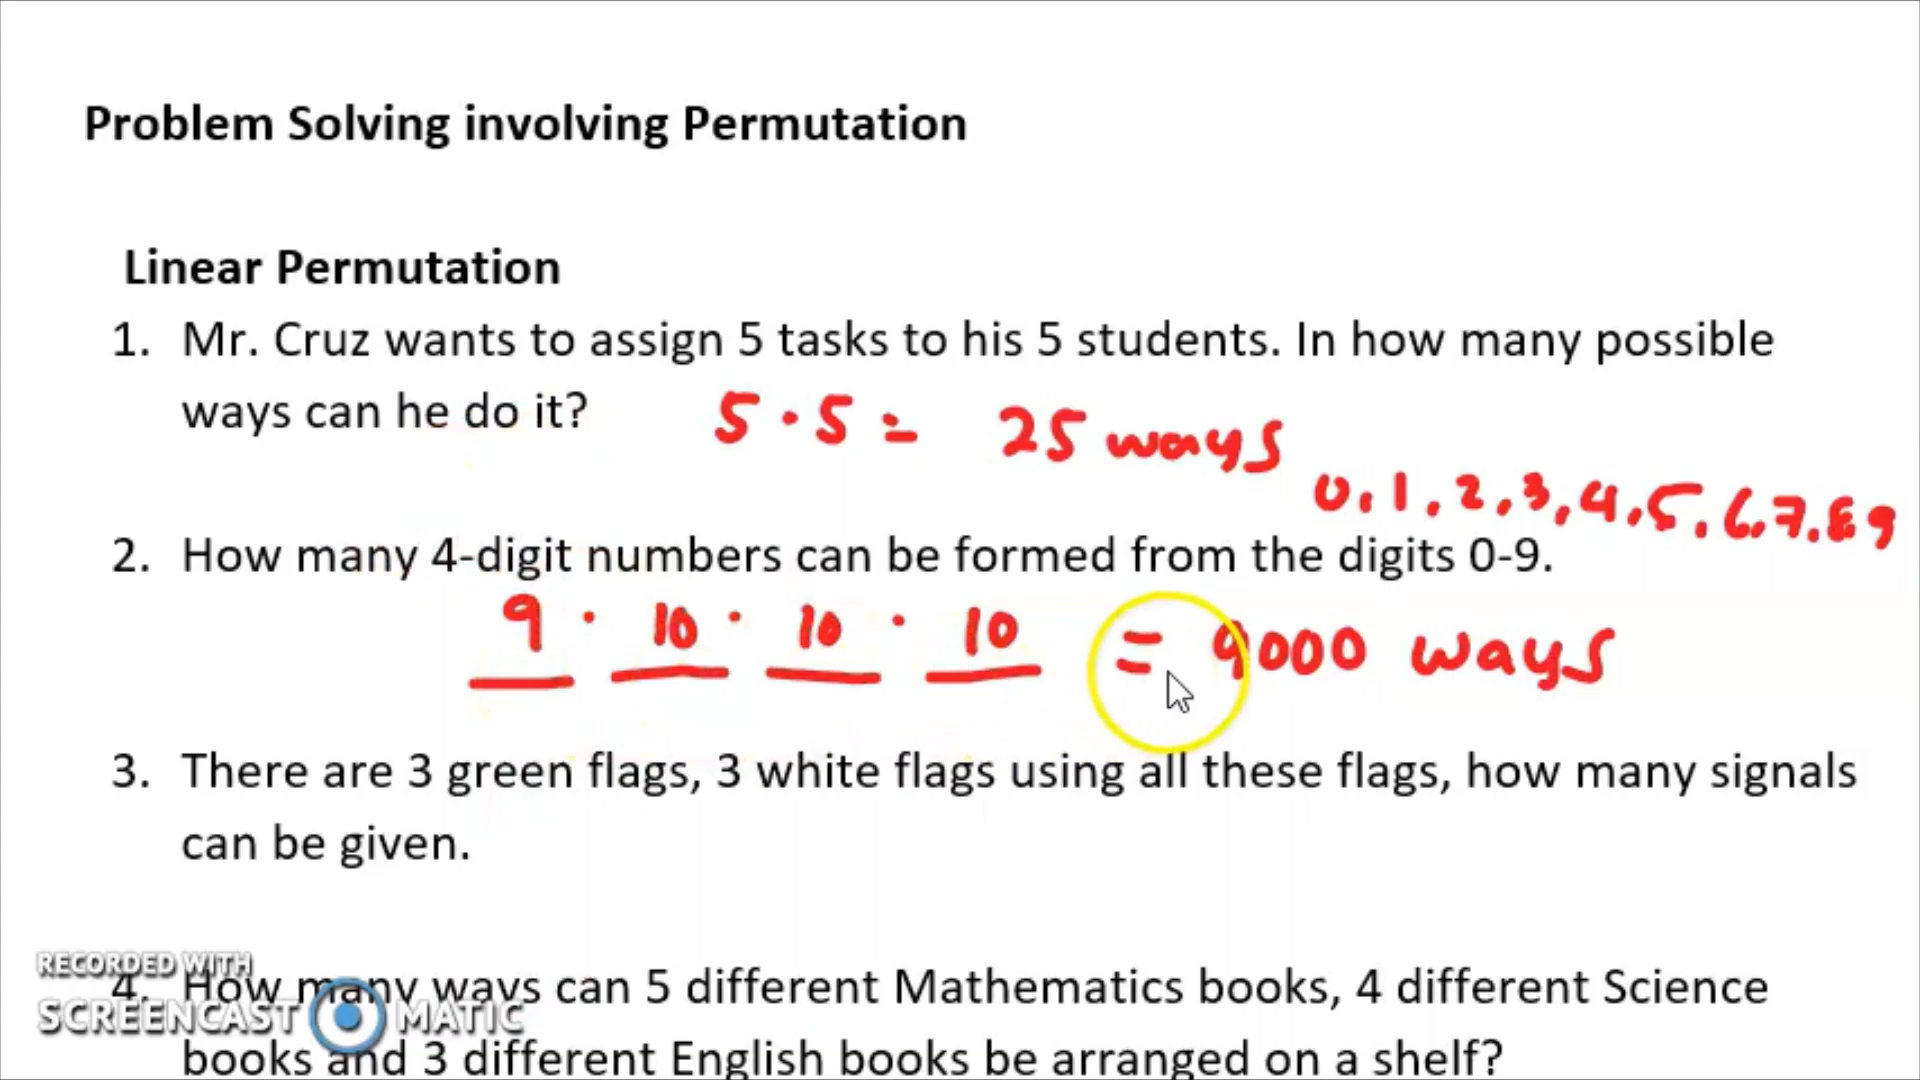 Problem Solving involving Permutation
Linear Permutation
1. Mr. Cruz wants to assign 5 tasks to his 5 students. In how many possible
ways can he do it? 5 · 5 = 25 ways
0,1,2,3,4,5,6,7,8,9
2. How many 4-digit numbers can be formed from the digits 0-9.
9 · 10 · 10 · 10 = 9000 ways
3. There are 3 green flags, 3 white flags using all these flags, how many signals
can be given.
RECORDED WITH
4. How many ways can 5 different Mathematics books, 4 different Science
SCREENCAST MATIC
books and 3 different English books be arranged on a shelf?